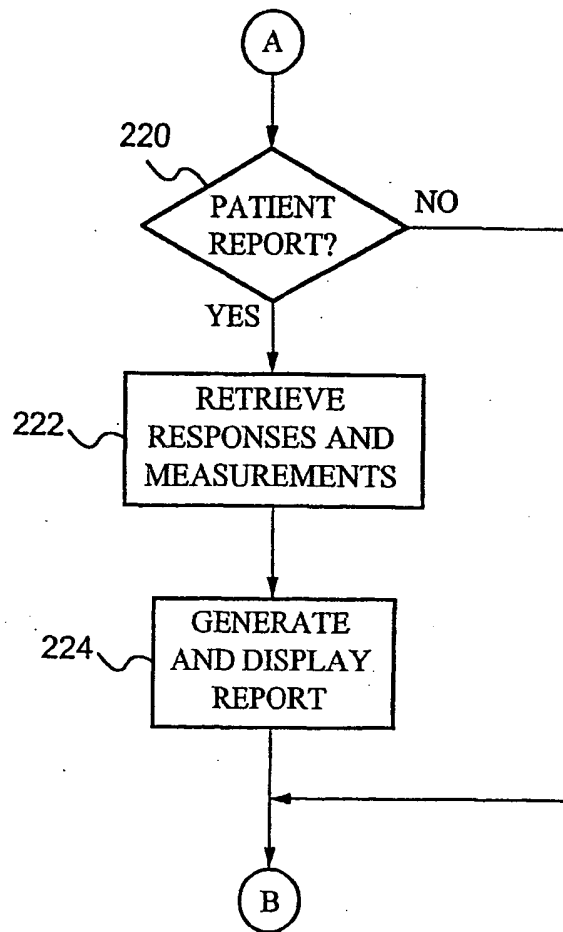 A
220
PATIENT
REPORT?
NO
YES
222
RETRIEVE
RESPONSES AND
MEASUREMENTS
224
GENERATE
AND DISPLAY
REPORT
B